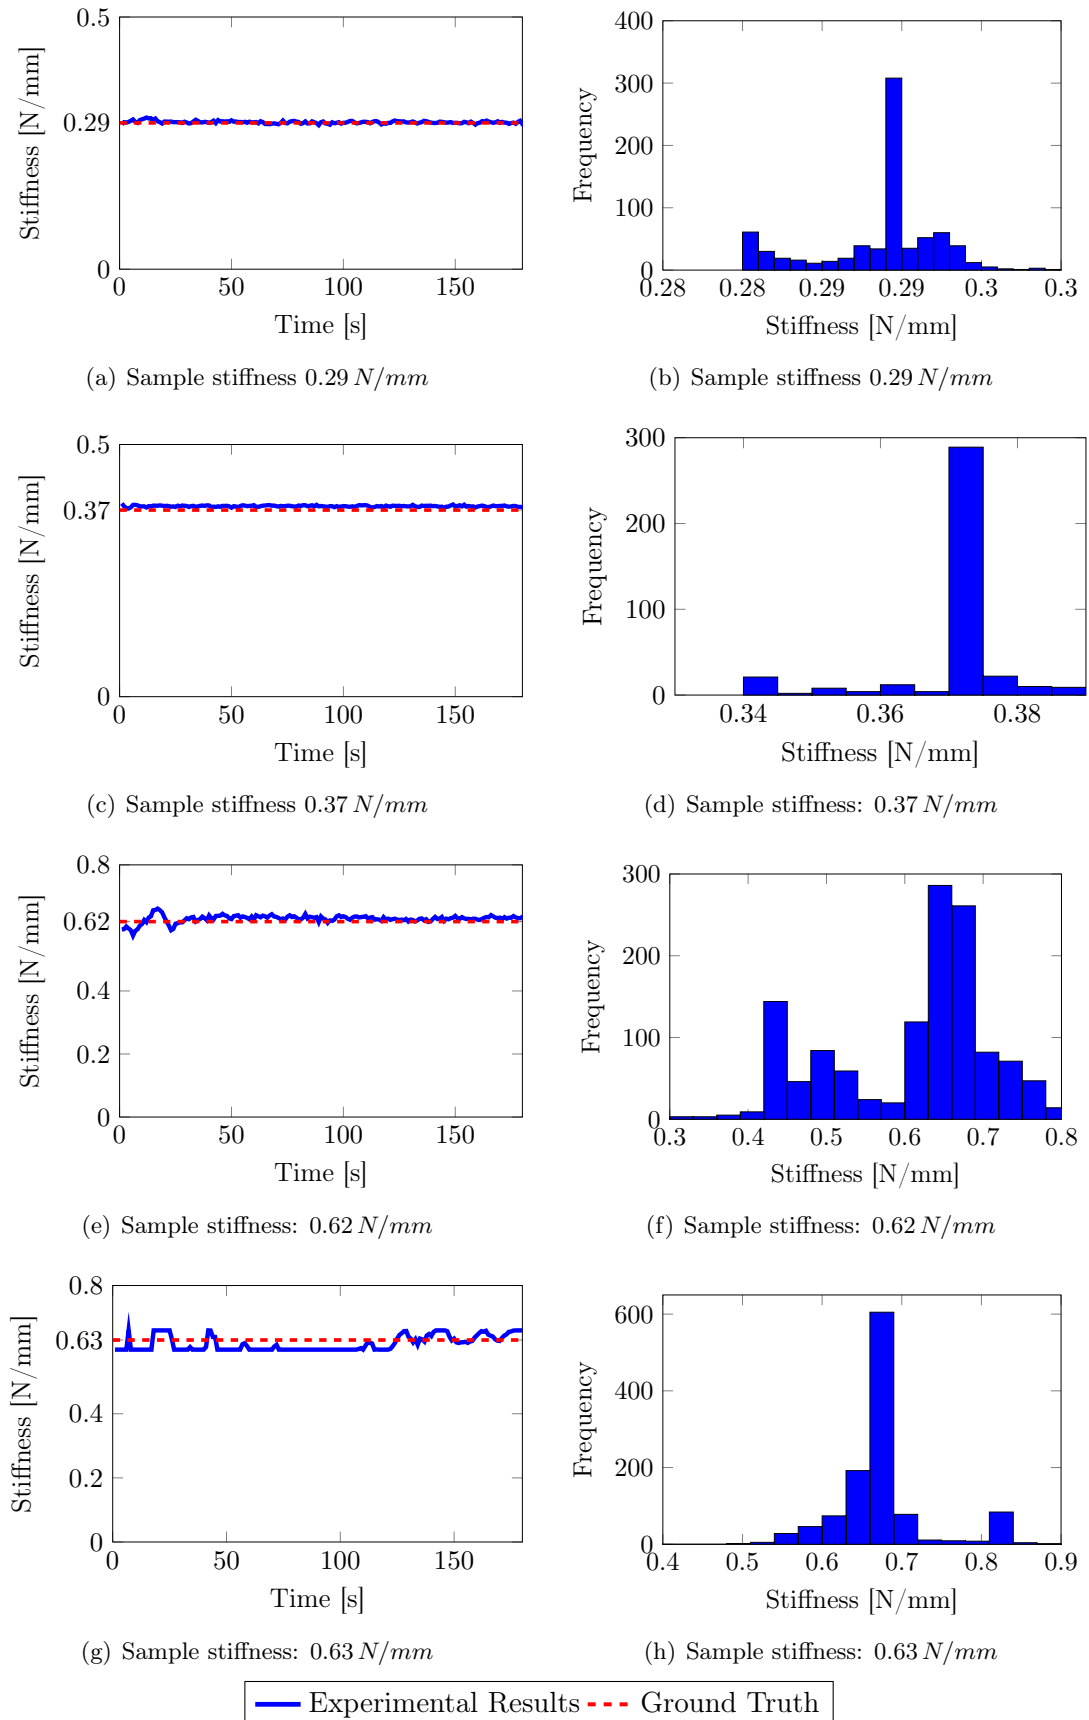 0.5
0.29
0
Stiffness [N/mm]
0 50 100 150
Time [s]
(a) Sample stiffness 0.29 N/mm
400
300
200
100
0
Frequency
0.28 0.28 0.29 0.29 0.3 0.3
Stiffness [N/mm]
(b) Sample stiffness 0.29 N/mm
0.5
0.37
0
Stiffness [N/mm]
0 50 100 150
Time [s]
(c) Sample stiffness 0.37 N/mm
300
200
100
0
Frequency
0.34 0.36 0.38
Stiffness [N/mm]
(d) Sample stiffness: 0.37 N/mm
0.8
0.62
0.4
0.2
0
Stiffness [N/mm]
0 50 100 150
Time [s]
(e) Sample stiffness: 0.62 N/mm
300
200
100
0
Frequency
0.3 0.4 0.5 0.6 0.7 0.8
Stiffness [N/mm]
(f) Sample stiffness: 0.62 N/mm
0.8
0.63
0.4
0.2
0
Stiffness [N/mm]
0 50 100 150
Time [s]
(g) Sample stiffness: 0.63 N/mm
600
400
200
0
Frequency
0.4 0.5 0.6 0.7 0.8 0.9
Stiffness [N/mm]
(h) Sample stiffness: 0.63 N/mm
Experimental Results Ground Truth